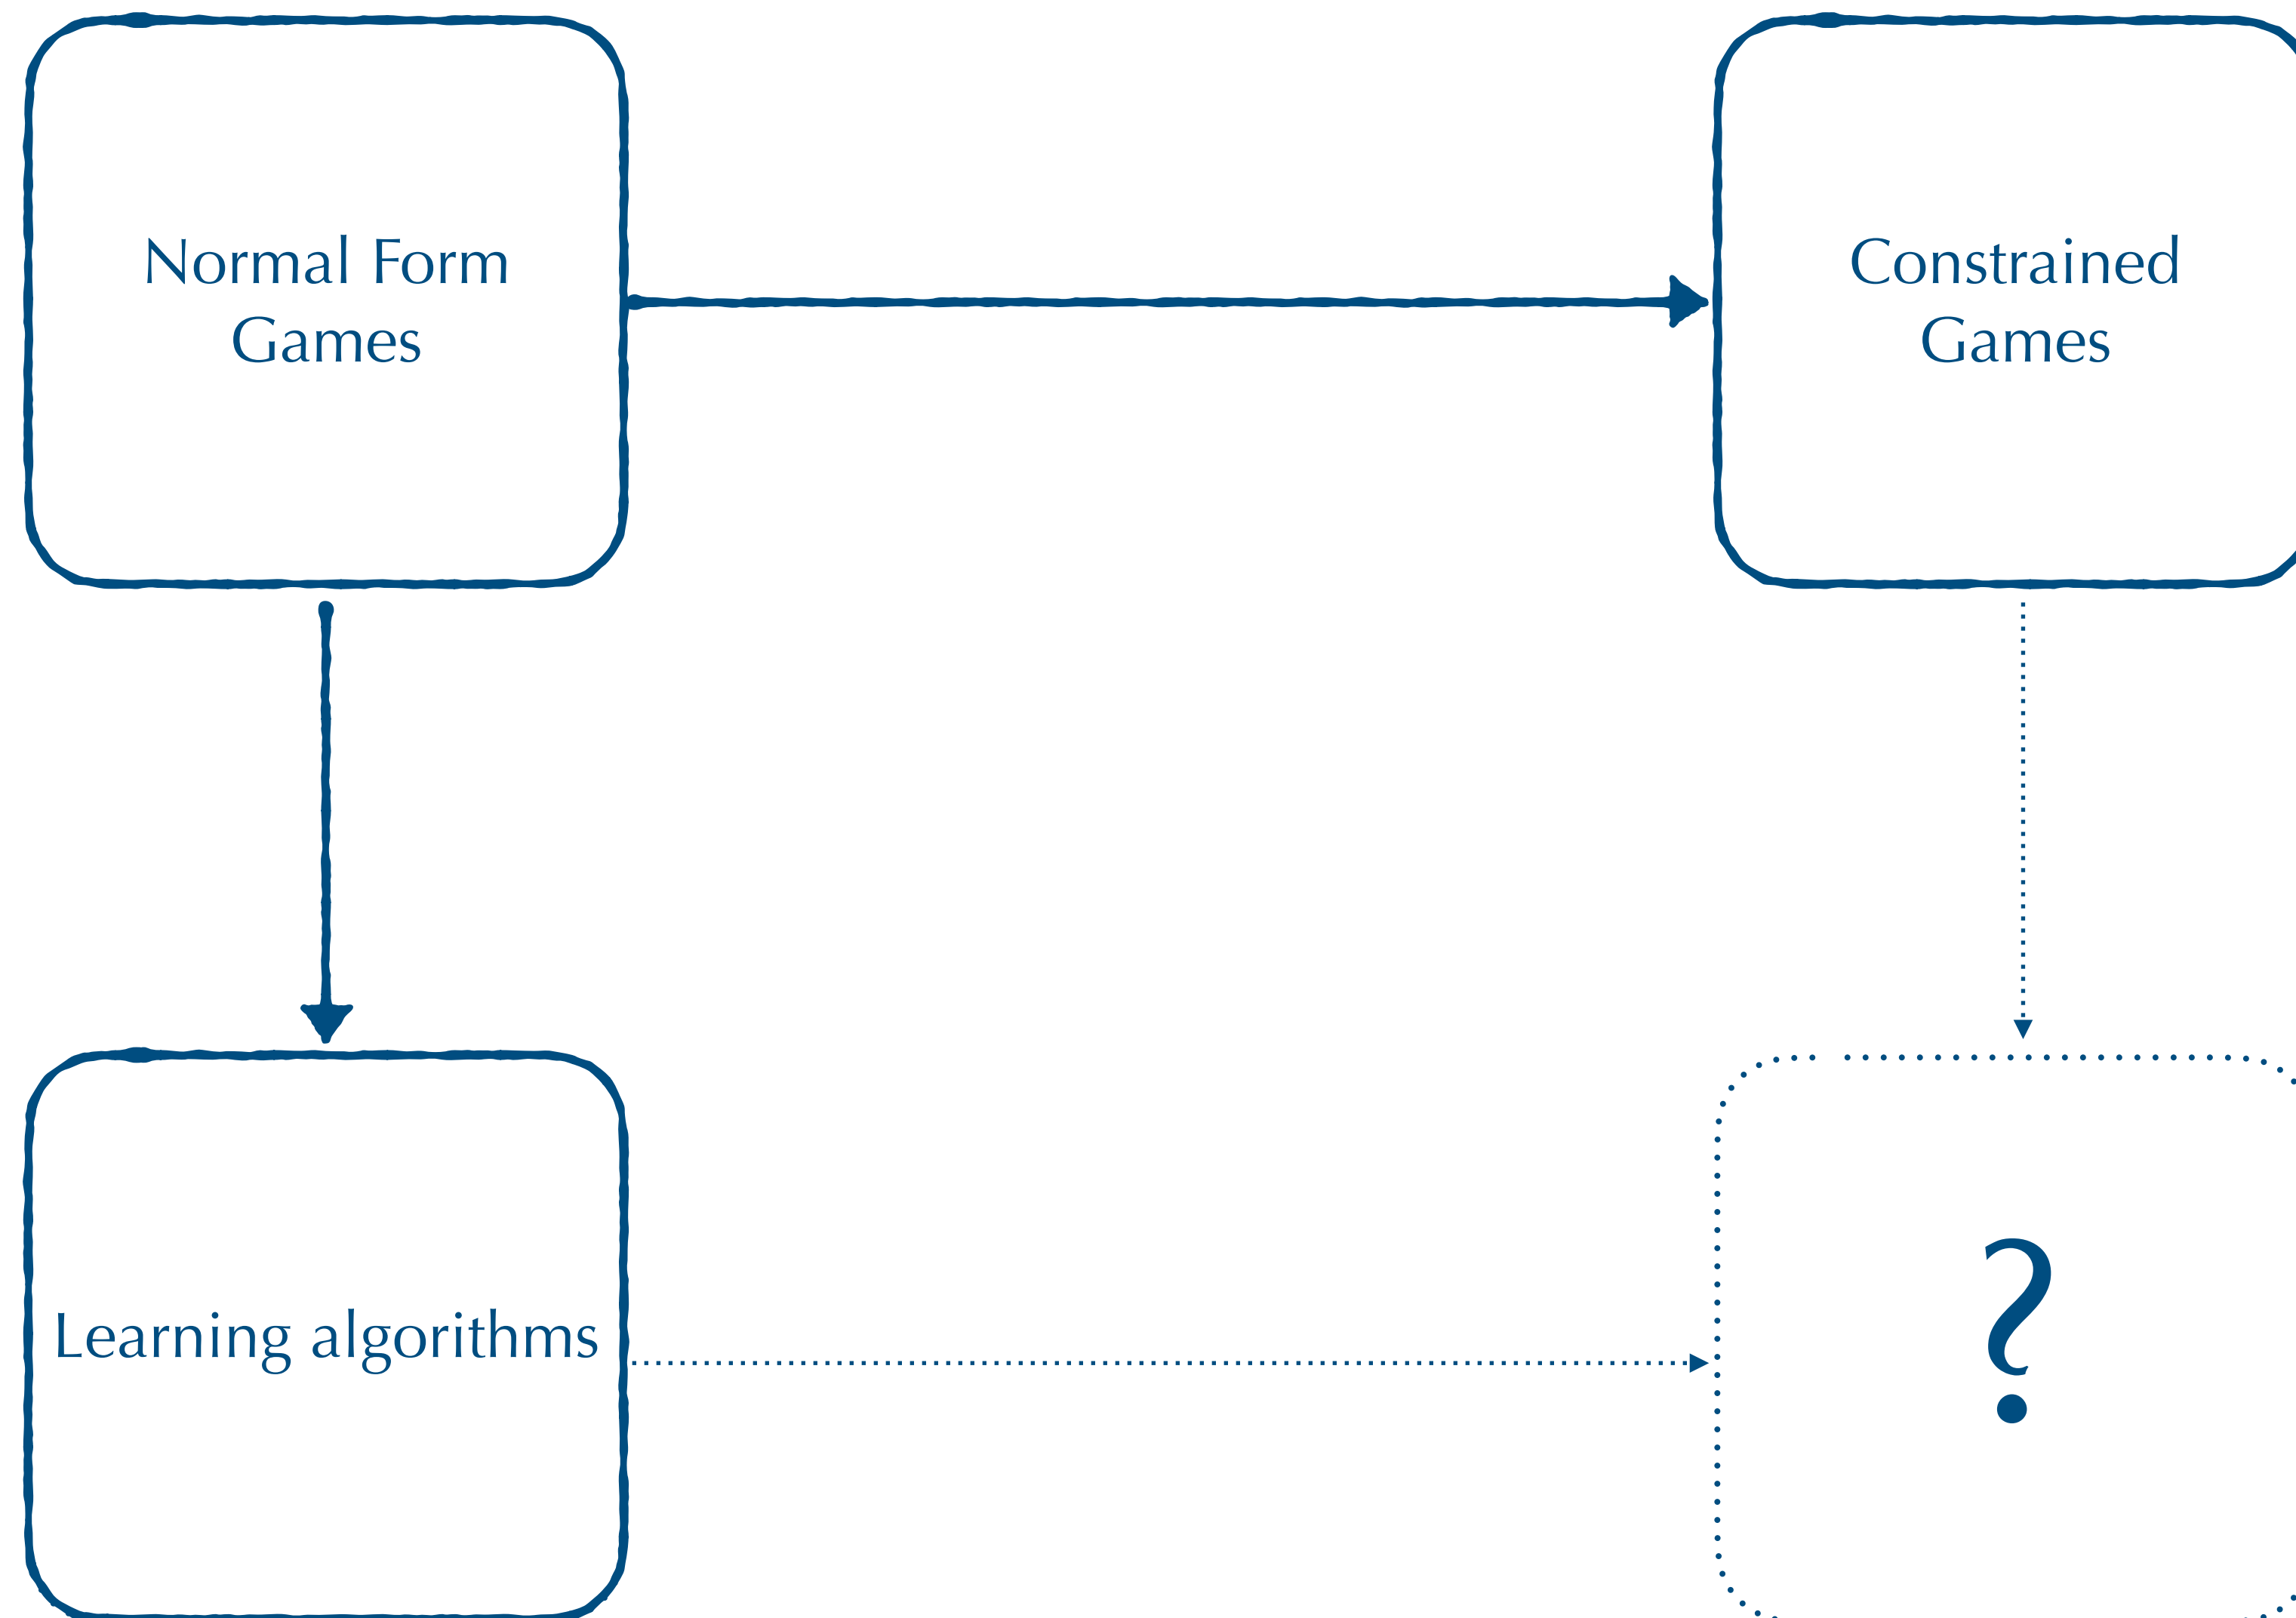 Normal Form
Games
Constrained
Games
Learning algorithms
?